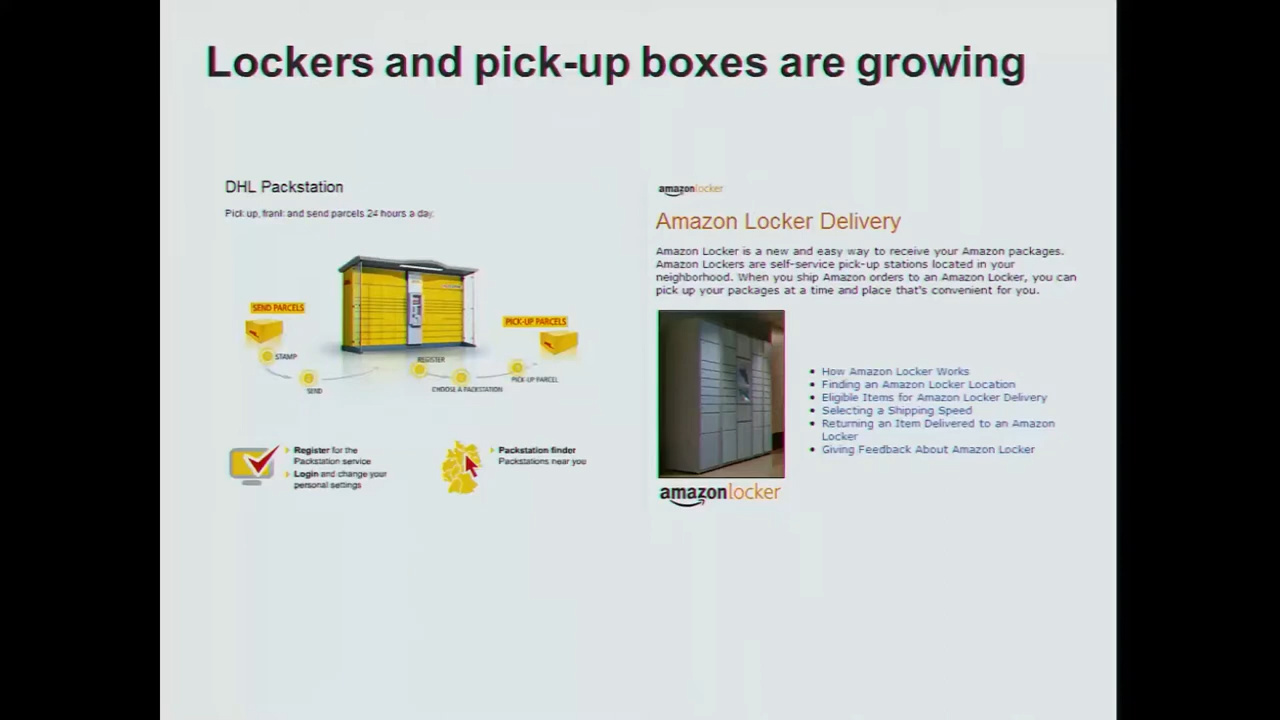 Lockers and pick-up boxes are growing
DHL Packstation
Pick up, frank and send parcels 24 hours a day.
SEND PARCELS
STAMP
SEND
REGISTER
CHOOSE A PACKSTATION
PICK-UP PARCEL
PICK-UP PARCELS
Register for the
Packstation service
Login and change your
personal settings
Packstation finder
Packstations near you
amazonlocker
Amazon Locker Delivery
Amazon Locker is a new and easy way to receive your Amazon packages.
Amazon Lockers are self-service pick-up stations located in your
neighborhood. When you ship Amazon orders to an Amazon Locker, you can
pick up your packages at a time and place that's convenient for you.
• How Amazon Locker Works
• Finding an Amazon Locker Location
• Eligible Items for Amazon Locker Delivery
• Selecting a Shipping Speed
• Returning an Item Delivered to an Amazon
Locker
• Giving Feedback About Amazon Locker
amazonlocker